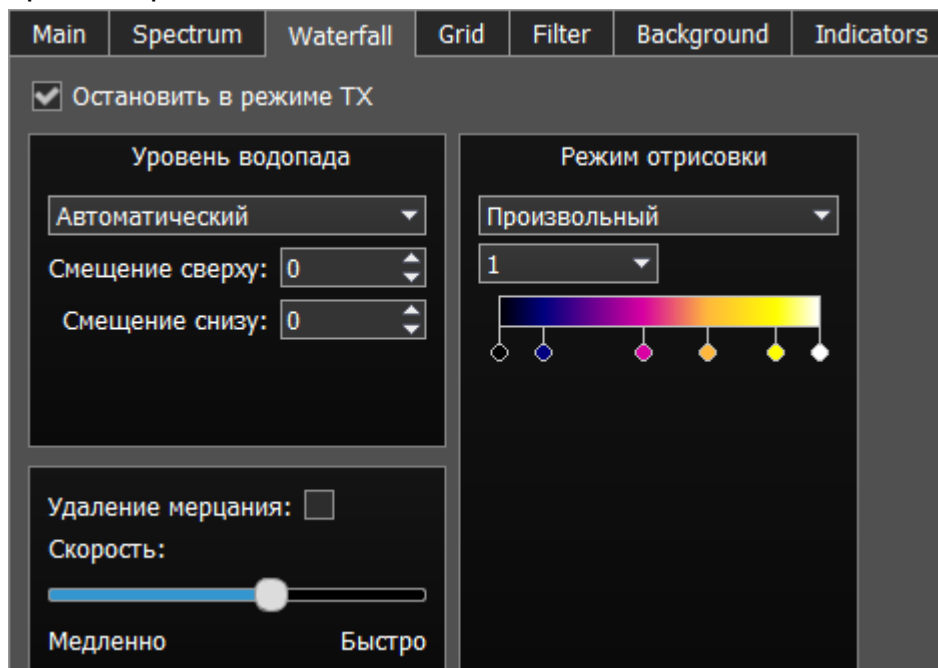 Main Spectrum Waterfall Grid Filter Background Indicators
Остановить в режиме TX
Уровень водопада
Автоматический
Смещение сверху: 0
Смещение снизу: 0
Режим отрисовки
Произвольный
1
Удаление мерцания:
Скорость:
Медленно Быстро